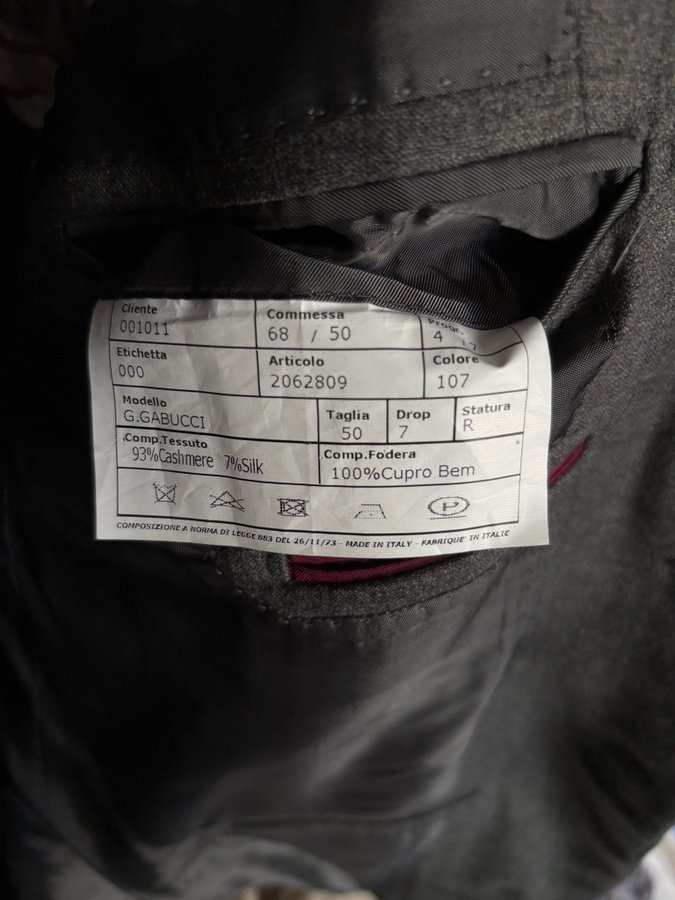 Cliente
001011
Commessa
68 / 50
Progr.
4
Etichetta
000
Articolo
2062809
Colore
107
Modello
G.GABUCCI
Taglia
50
Drop
7
Statura
R
Comp.Tessuto
93%Cashmere 7%Silk
Comp.Fodera
100%Cupro Bem
P
COMPOSIZIONE A NORMA DI LEGGE 883 DEL 26/11/73 - MADE IN ITALY - FABRIQUE' IN ITALIE